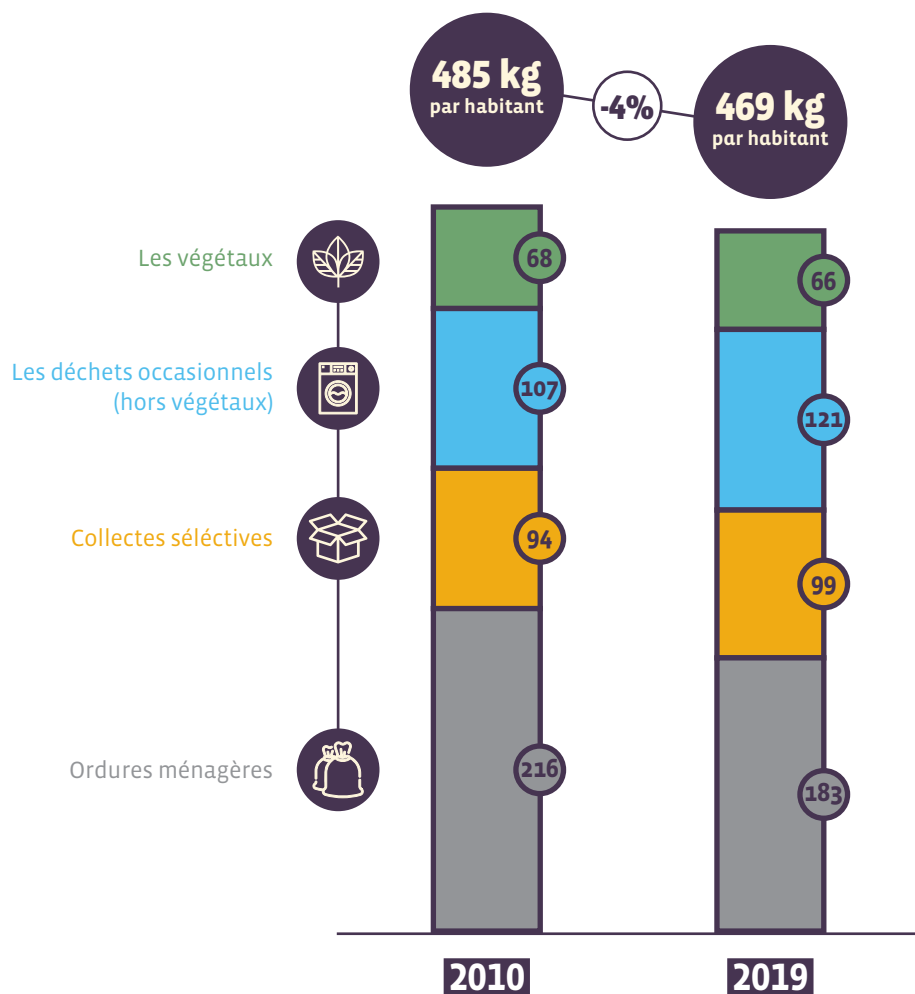 485 kg
par habitant
-4%
469 kg
par habitant
Les végétaux
68
66
Les déchets occasionnels
(hors végétaux)
107
121
Collectes séléctives
94
99
Ordures ménagères
216
183
2010
2019